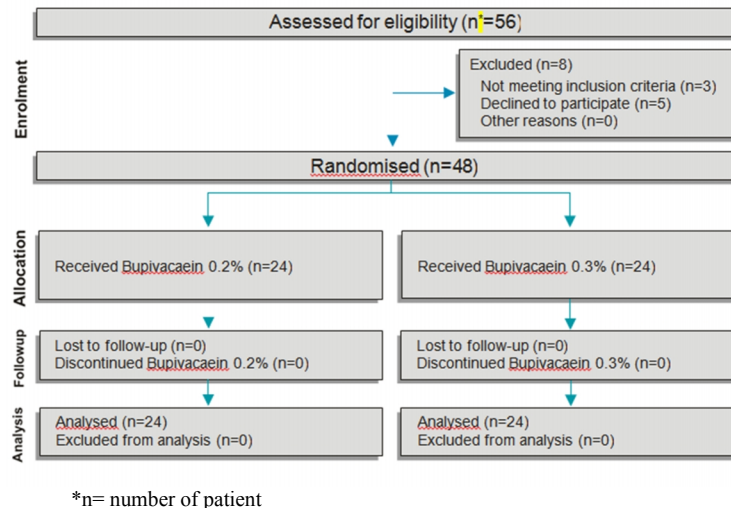 Assessed for eligibility (n*=56)
Enrolment
Excluded (n=8)
Not meeting inclusion criteria (n=3)
Declined to participate (n=5)
Other reasons (n=0)
Randomised (n=48)
Allocation
Received Bupivacaein 0.2% (n=24)
Received Bupivacaein 0.3% (n=24)
Followup
Lost to follow-up (n=0)
Discontinued Bupivacaein 0.2% (n=0)
Lost to follow-up (n=0)
Discontinued Bupivacaein 0.3% (n=0)
Analysis
Analysed (n=24)
Excluded from analysis (n=0)
Analysed (n=24)
Excluded from analysis (n=0)
*n= number of patient